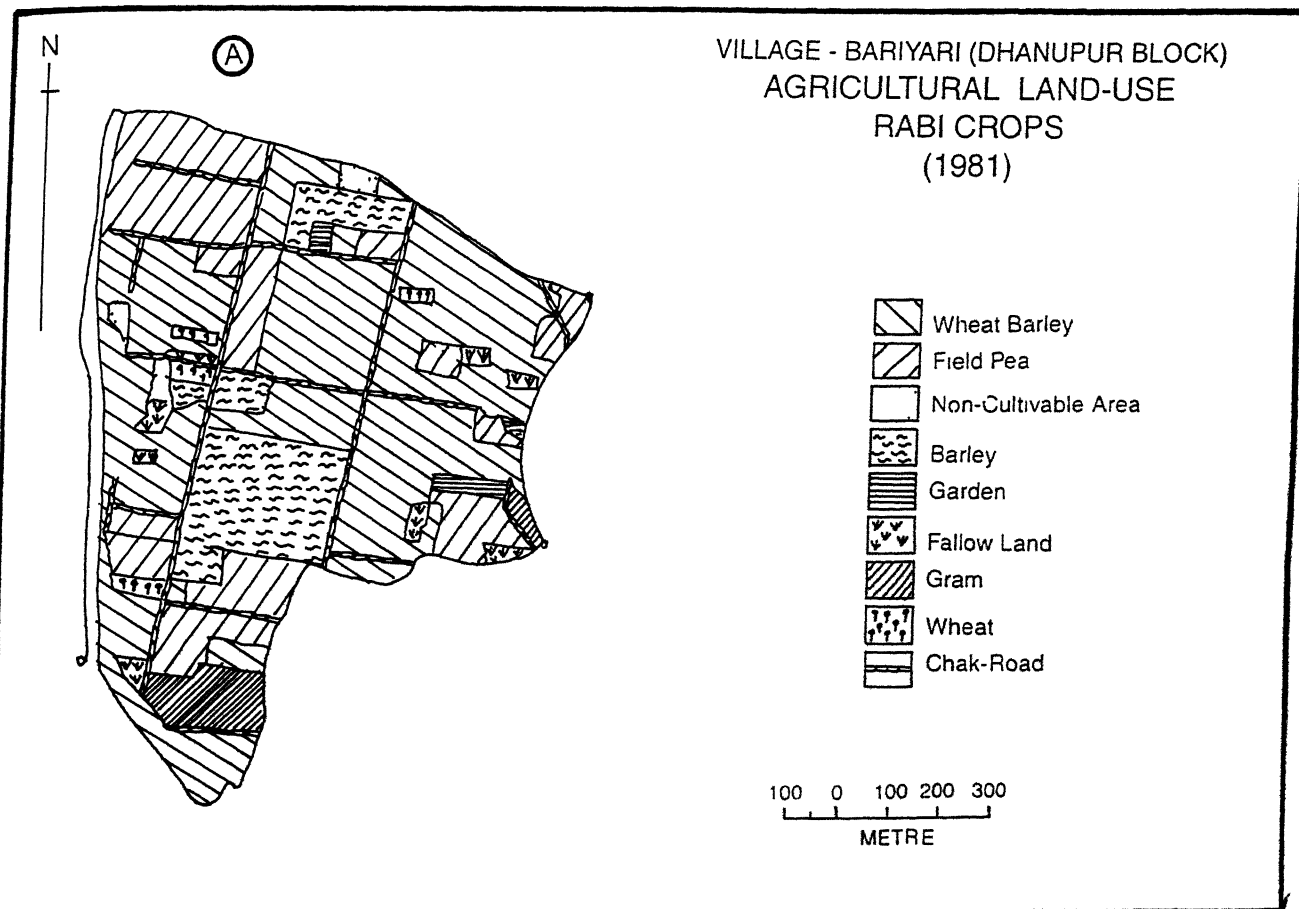 N
A
VILLAGE - BARIYARI (DHANUPUR BLOCK)
AGRICULTURAL LAND-USE
RABI CROPS
(1981)
Wheat Barley
Field Pea
Non-Cultivable Area
Barley
Garden
Fallow Land
Gram
Wheat
Chak-Road
100 0 100 200 300
METRE